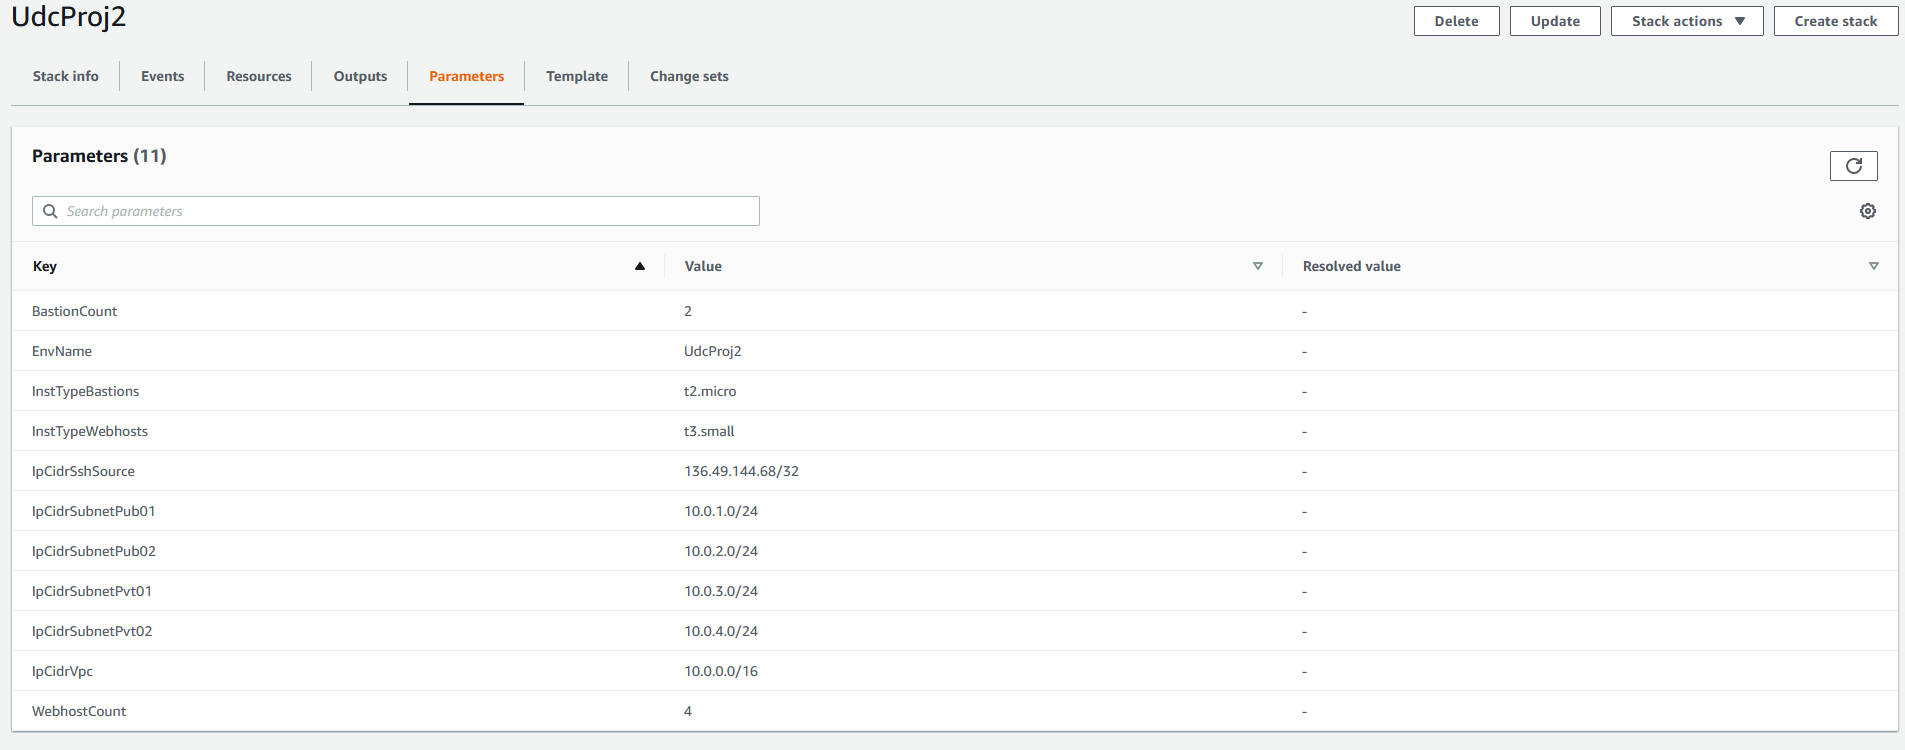 UdcProj2
Delete Update Stack actions Create stack
Stack info Events Resources Outputs Parameters Template Change sets
Parameters (11)
Search parameters
Key Value Resolved value
BastionCount 2 -
EnvName UdcProj2 -
InstTypeBastions t2.micro -
InstTypeWebhosts t3.small -
IpCidrSshSource 136.49.144.68/32 -
IpCidrSubnetPub01 10.0.1.0/24 -
IpCidrSubnetPub02 10.0.2.0/24 -
IpCidrSubnetPvt01 10.0.3.0/24 -
IpCidrSubnetPvt02 10.0.4.0/24 -
IpCidrVpc 10.0.0.0/16 -
WebhostCount 4 -